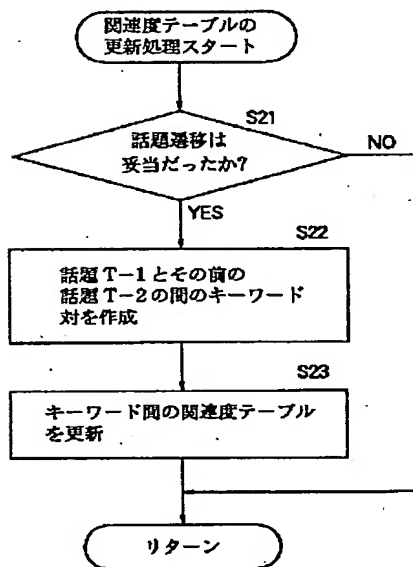 関連度テーブルの
更新処理スタート
S21
話題遷移は
妥当だったか?
NO
YES
S22
話題T-1とその前の
話題T-2の間のキーワード
対を作成
S23
キーワード間の関連度テーブル
を更新
リターン